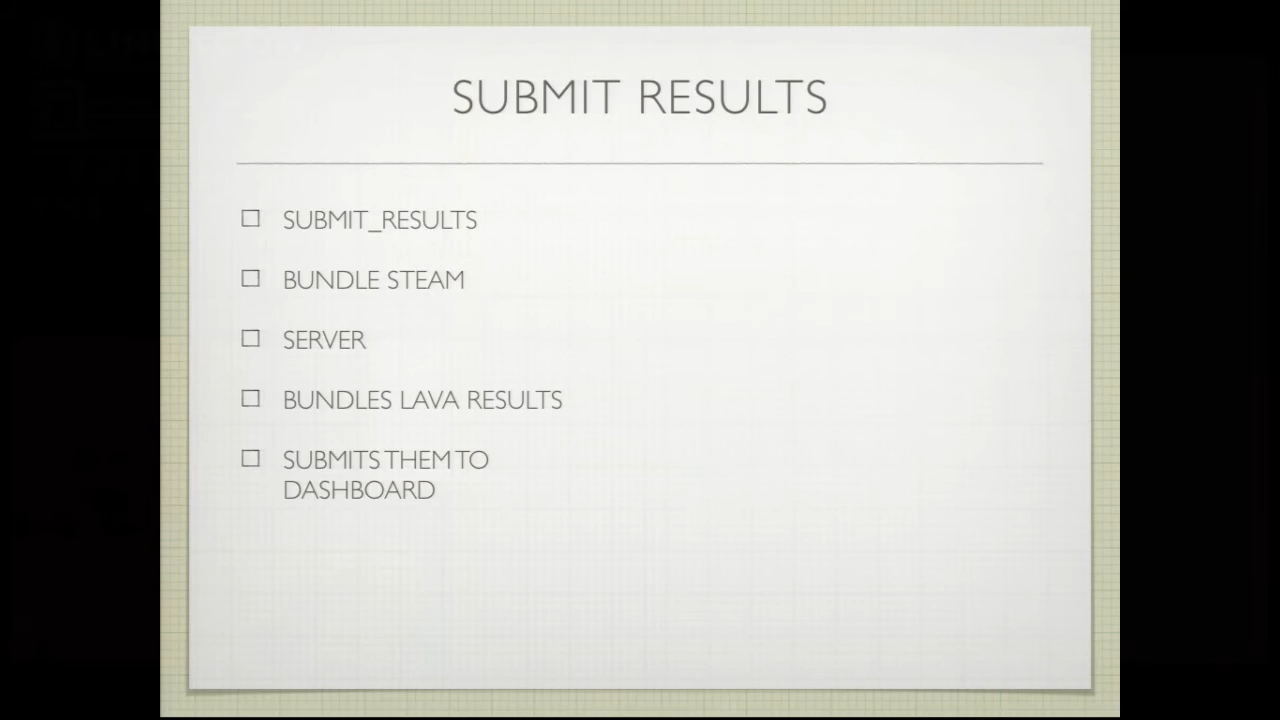 SUBMIT RESULTS
SUBMIT_RESULTS
BUNDLE STEAM
SERVER
BUNDLES LAVA RESULTS
SUBMITS THEM TO
DASHBOARD